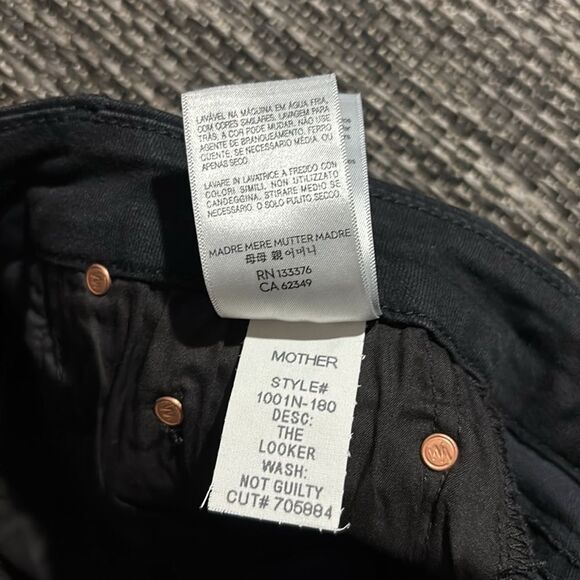 LAVÁVEL NA MÁQUINA EM ÁGUA FRIA,
COM CORES SIMILARES. LAVAGEM PARA
TRÁS, A COR PODE MUDAR. NÃO USAR
AGENTE DE BRANQUEAMENTO. FERRO
QUENTE, SE NECESSÁRIO MÉDIA, OU
APENAS SECO.
LAVARE IN LAVATRICE A FREDDO CON
COLORI SIMILI, NON UTILIZZATO
CANDEGGINA. STIRARE MEDIO SE
NECESSARIO. O SOLO PULITO SECCO.
MADRE MERE MUTTER MADRE
母母 親 어머니
RN 133376
CA 62349
MOTHER
STYLE#
1001N-180
DESC:
THE
LOOKER
WASH:
NOT GUILTY
CUT# 705884